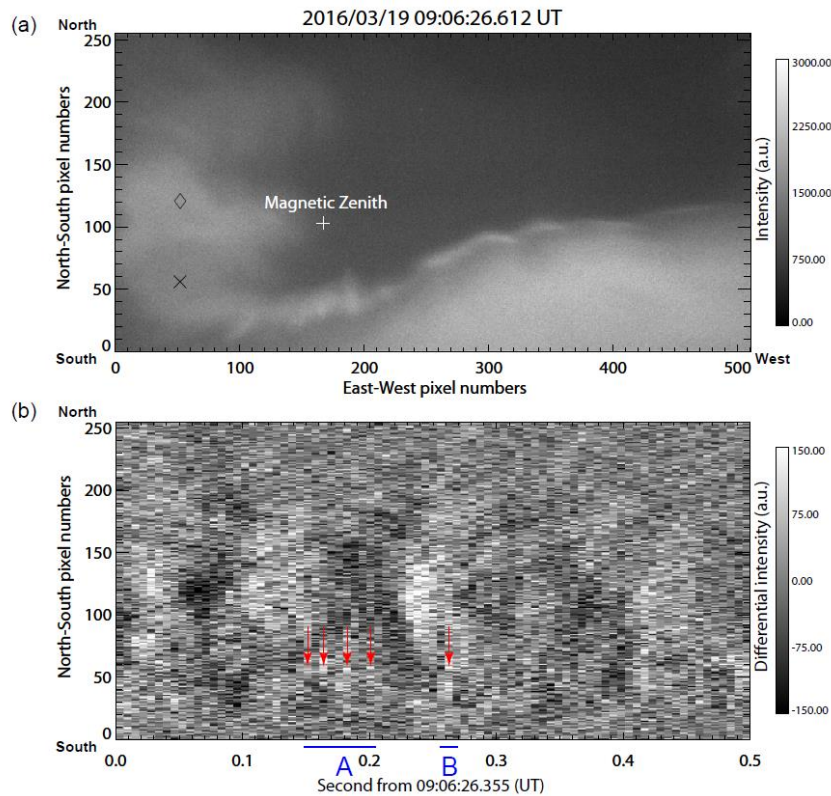 (a)
North
2016/03/19 09:06:26.612 UT
250
200
150
100
50
0
North-South pixel numbers
Magnetic Zenith
South
West
0 100 200 300 400 500
East-West pixel numbers
3000.00
2250.00
1500.00
750.00
0.00
Intensity (a.u.)
(b)
North
250
200
150
100
50
0
North-South pixel numbers
South
0.0 0.1 0.2 0.3 0.4 0.5
A B
Second from 09:06:26.355 (UT)
150.00
75.00
0.00
-75.00
-150.00
Differential intensity (a.u.)